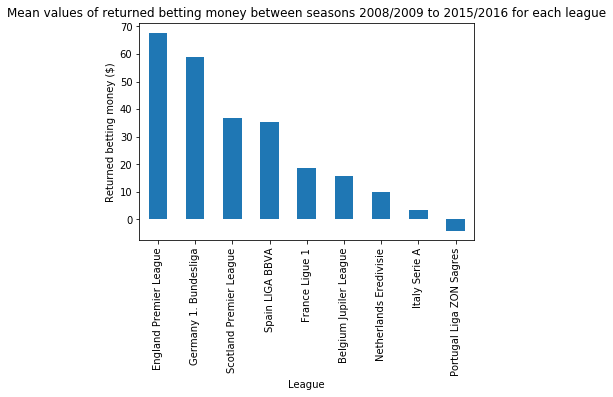 Mean values of returned betting money between seasons 2008/2009 to 2015/2016 for each league
Returned betting money ($)
70
60
50
40
30
20
10
0
England Premier League
Germany 1. Bundesliga
Scotland Premier League
Spain LIGA BBVA
France Ligue 1
Belgium Jupiler League
Netherlands Eredivisie
Italy Serie A
Portugal Liga ZON Sagres
League